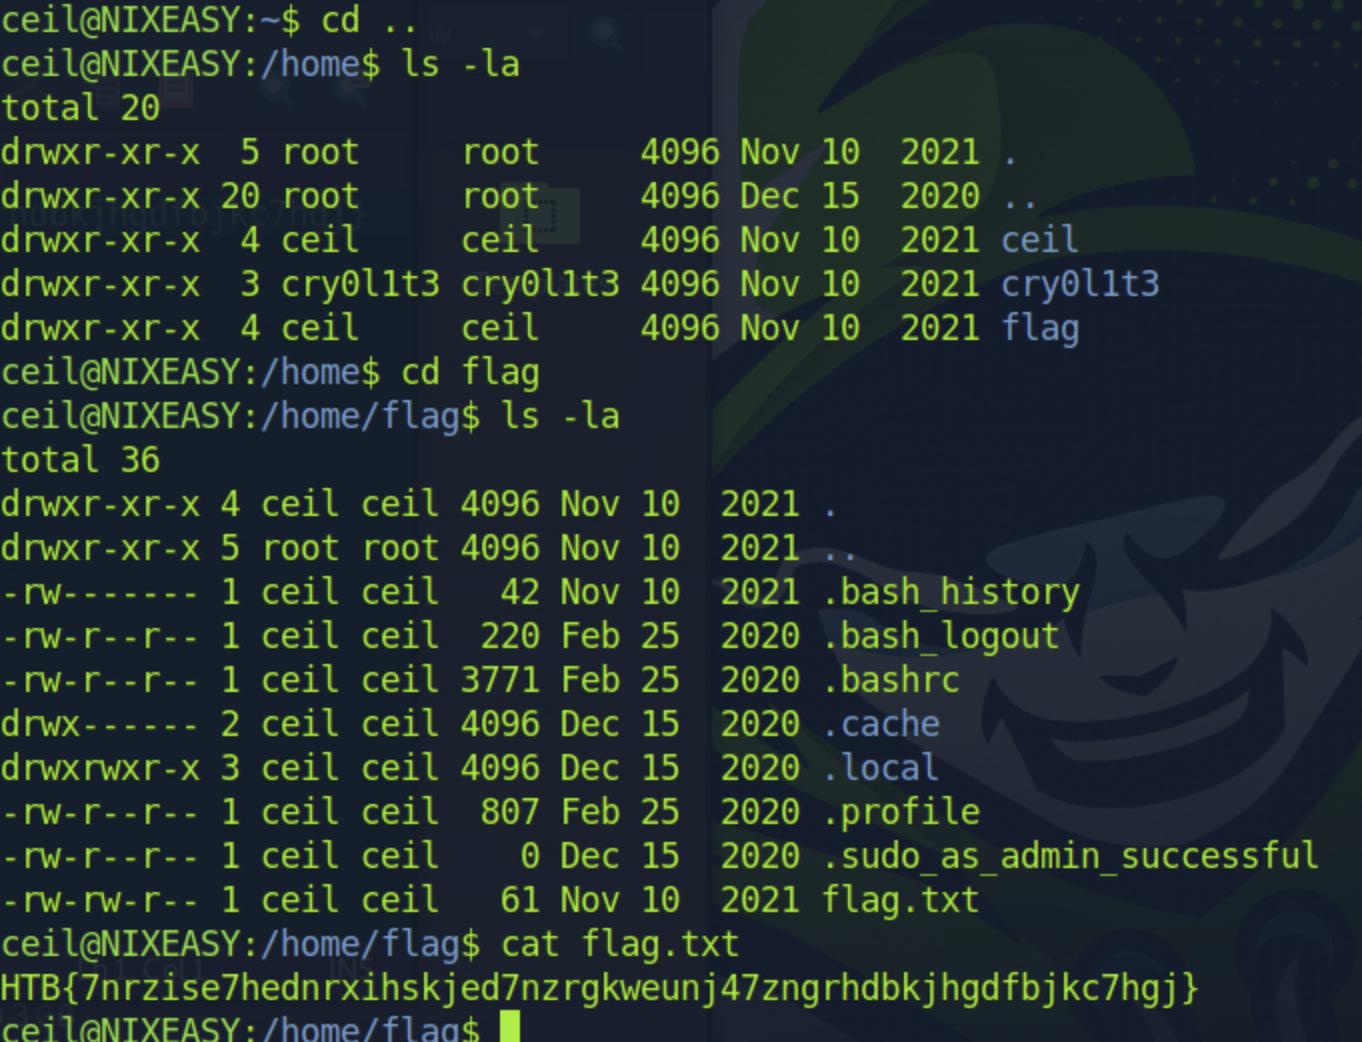 ceil@NIXEASY:~$ cd ..
ceil@NIXEASY:/home$ ls -la
total 20
drwxr-xr-x  5 root     root     4096 Nov 10  2021 .
drwxr-xr-x 20 root     root     4096 Dec 15  2020 ..
drwxr-xr-x  4 ceil     ceil     4096 Nov 10  2021 ceil
drwxr-xr-x  3 cry0l1t3 cry0l1t3 4096 Nov 10  2021 cry0l1t3
drwxr-xr-x  4 ceil     ceil     4096 Nov 10  2021 flag
ceil@NIXEASY:/home$ cd flag
ceil@NIXEASY:/home/flag$ ls -la
total 36
drwxr-xr-x 4 ceil ceil 4096 Nov 10  2021 .
drwxr-xr-x 5 root root 4096 Nov 10  2021 ..
-rw------- 1 ceil ceil   42 Nov 10  2021 .bash_history
-rw-r--r-- 1 ceil ceil  220 Feb 25  2020 .bash_logout
-rw-r--r-- 1 ceil ceil 3771 Feb 25  2020 .bashrc
drwx------ 2 ceil ceil 4096 Dec 15  2020 .cache
drwxrwxr-x 3 ceil ceil 4096 Dec 15  2020 .local
-rw-r--r-- 1 ceil ceil  807 Feb 25  2020 .profile
-rw-r--r-- 1 ceil ceil    0 Dec 15  2020 .sudo_as_admin_successful
-rw-rw-r-- 1 ceil ceil   61 Nov 10  2021 flag.txt
ceil@NIXEASY:/home/flag$ cat flag.txt
HTB{7nrzise7hednrxihskjed7nzrgkweunj47zngrhdbkjhgdfbjkc7hgj}
ceil@NIXEASY:/home/flag$